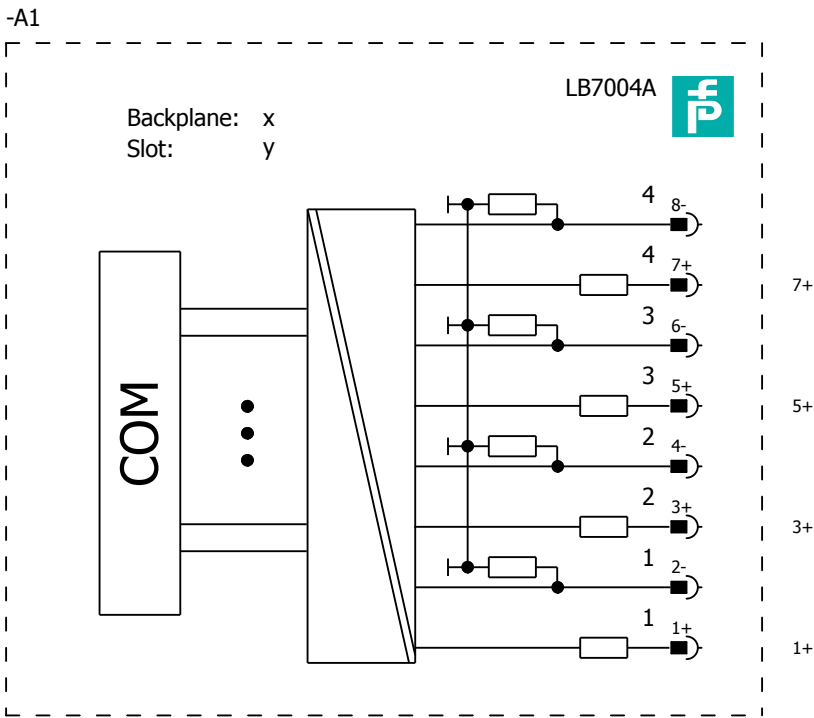 -A1
LB7004A
Backplane: x
Slot: y
4 8-
4 7+
7+
3 6-
3 5+
5+
2 4-
2 3+
3+
1 2-
1 1+
1+
COM